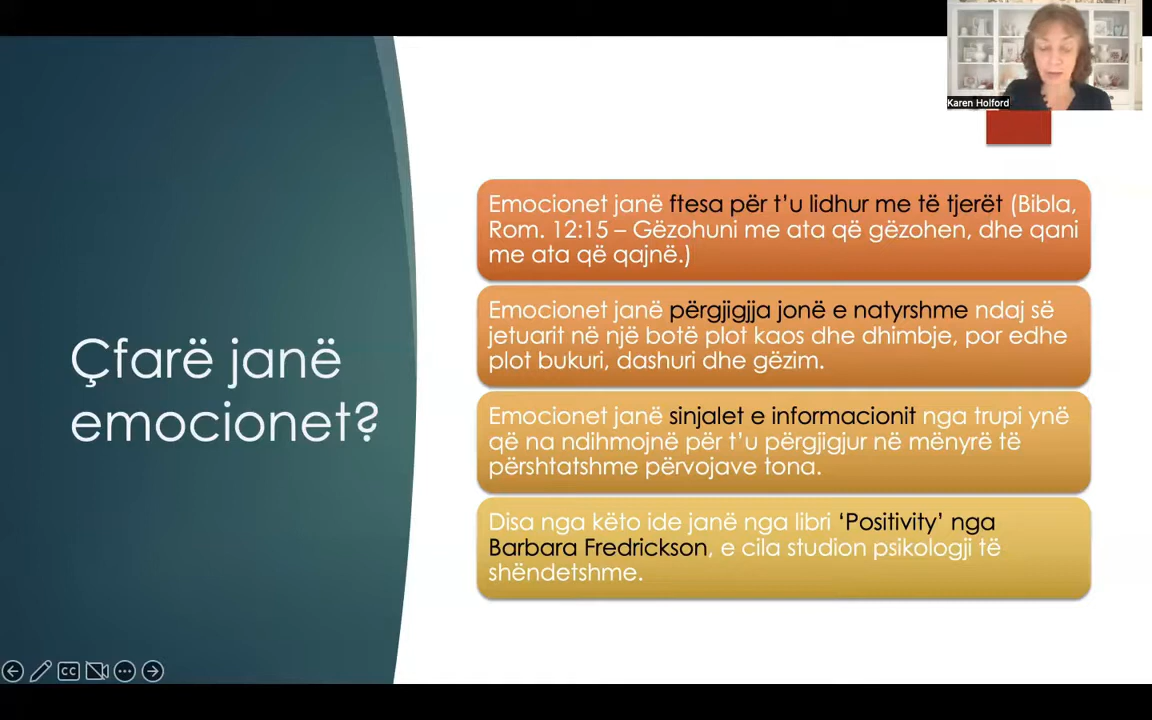 Karen Holford
Çfarë janë
emocionet?
Emocionet janë ftesa për t’u lidhur me të tjerët (Bibla,
Rom. 12:15 – Gëzohuni me ata që gëzohen, dhe qani
me ata që qajnë.)
Emocionet janë përgjigjja jonë e natyrshme ndaj së
jetuarit në një botë plot kaos dhe dhimbje, por edhe
plot bukuri, dashuri dhe gëzim.
Emocionet janë sinjalet e informacionit nga trupi ynë
që na ndihmojnë për t’u përgjigjur në mënyrë të
përshtatshme përvojave tona.
Disa nga këto ide janë nga libri ‘Positivity’ nga
Barbara Fredrickson, e cila studion psikologji të
shëndetshme.
CC